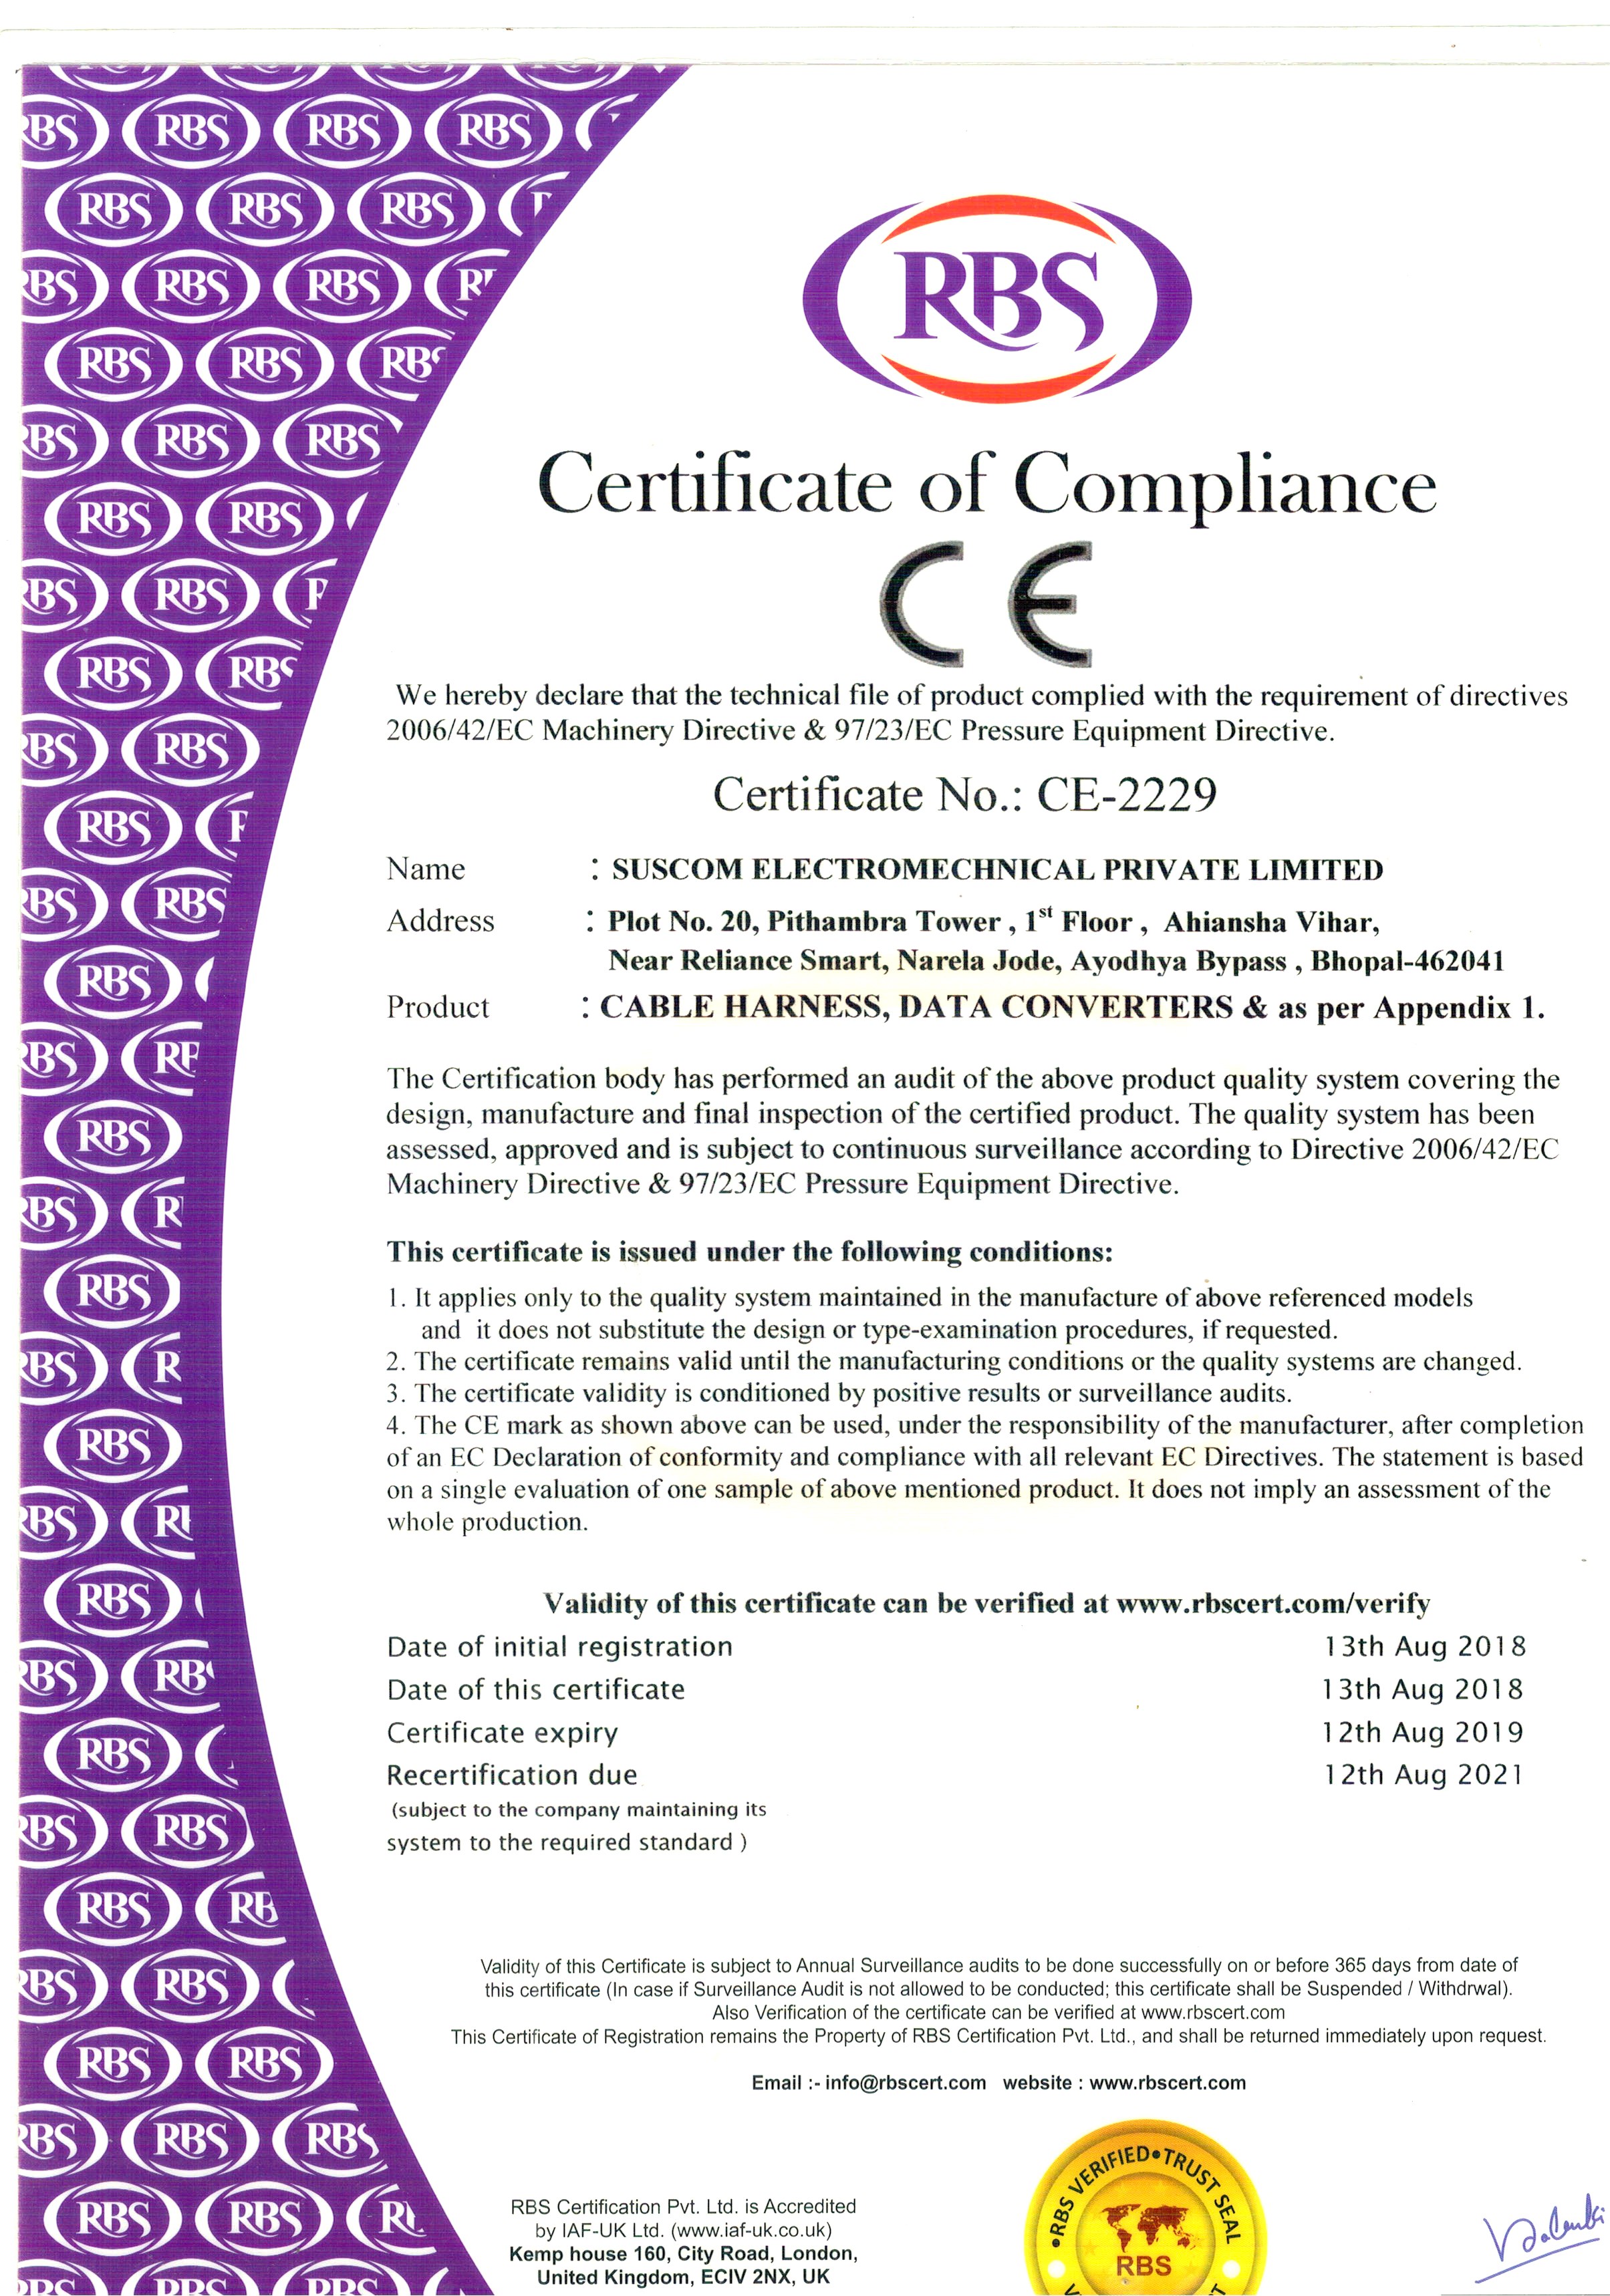 RBS
Certificate of Compliance
CE
We hereby declare that the technical file of product complied with the requirement of directives
2006/42/EC Machinery Directive & 97/23/EC Pressure Equipment Directive.
Certificate No.: CE-2229
Name : SUSCOM ELECTROMECHNICAL PRIVATE LIMITED
Address : Plot No. 20, Pithambra Tower , 1st Floor , Ahiansha Vihar,
Near Reliance Smart, Narela Jode, Ayodhya Bypass , Bhopal-462041
Product : CABLE HARNESS, DATA CONVERTERS & as per Appendix 1.
The Certification body has performed an audit of the above product quality system covering the
design, manufacture and final inspection of the certified product. The quality system has been
assessed, approved and is subject to continuous surveillance according to Directive 2006/42/EC
Machinery Directive & 97/23/EC Pressure Equipment Directive.
This certificate is issued under the following conditions:
1. It applies only to the quality system maintained in the manufacture of above referenced models
and it does not substitute the design or type-examination procedures, if requested.
2. The certificate remains valid until the manufacturing conditions or the quality systems are changed.
3. The certificate validity is conditioned by positive results or surveillance audits.
4. The CE mark as shown above can be used, under the responsibility of the manufacturer, after completion
of an EC Declaration of conformity and compliance with all relevant EC Directives. The statement is based
on a single evaluation of one sample of above mentioned product. It does not imply an assessment of the
whole production.
Validity of this certificate can be verified at www.rbscert.com/verify
Date of initial registration 13th Aug 2018
Date of this certificate 13th Aug 2018
Certificate expiry 12th Aug 2019
Recertification due 12th Aug 2021
(subject to the company maintaining its
system to the required standard )
Validity of this Certificate is subject to Annual Surveillance audits to be done successfully on or before 365 days from date of
this certificate (In case if Surveillance Audit is not allowed to be conducted; this certificate shall be Suspended / Withdrwal).
Also Verification of the certificate can be verified at www.rbscert.com
This Certificate of Registration remains the Property of RBS Certification Pvt. Ltd., and shall be returned immediately upon request.
Email :- info@rbscert.com website : www.rbscert.com
RBS Certification Pvt. Ltd. is Accredited
by IAF-UK Ltd. (www.iaf-uk.co.uk)
Kemp house 160, City Road, London,
United Kingdom, ECIV 2NX, UK
•RBS VERIFIED•TRUST SEAL
RBS